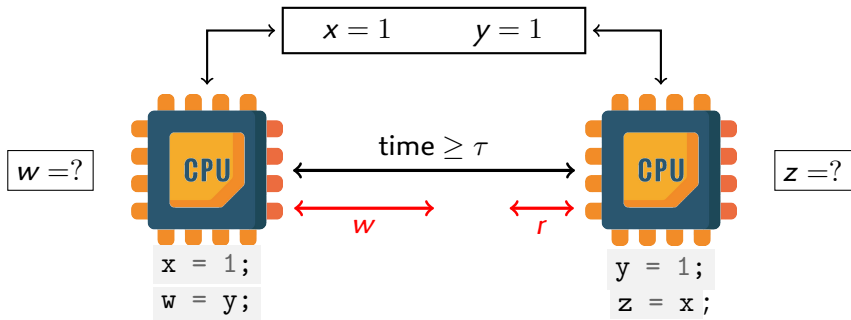 x = 1 y = 1
time ≥ τ
w =? CPU CPU z =?
w r
x = 1; y = 1;
w = y; z = x;